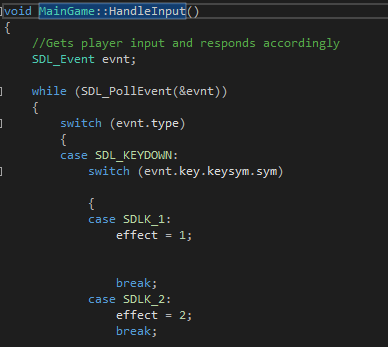 void MainGame::HandleInput()
{
//Gets player input and responds accordingly
SDL_Event evnt;
while (SDL_PollEvent(&evnt))
{
switch (evnt.type)
{
case SDL_KEYDOWN:
switch (evnt.key.keysym.sym)
{
case SDLK_1:
effect = 1;
break;
case SDLK_2:
effect = 2;
break;